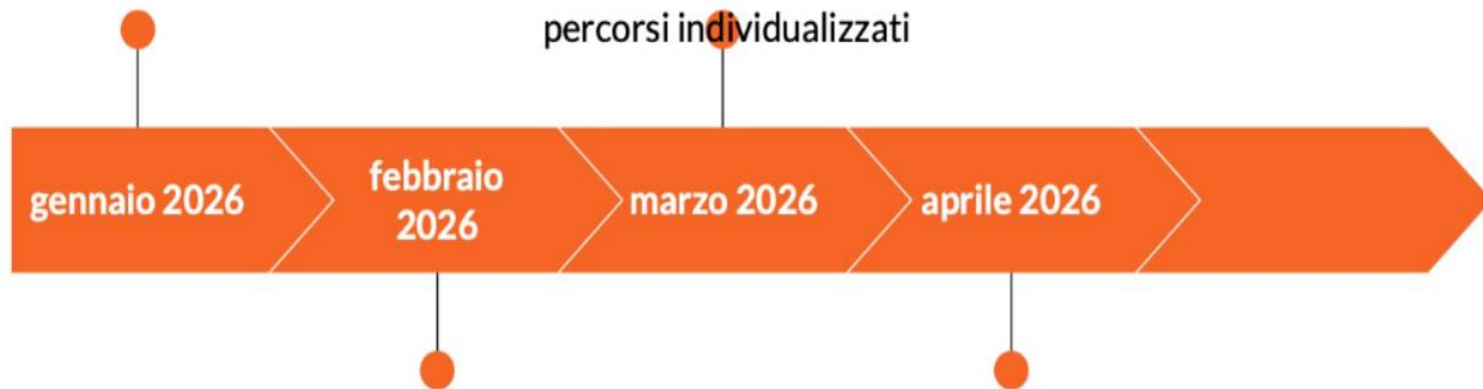 percorsi individualizzati
gennaio 2026
febbraio
2026
marzo 2026
aprile 2026